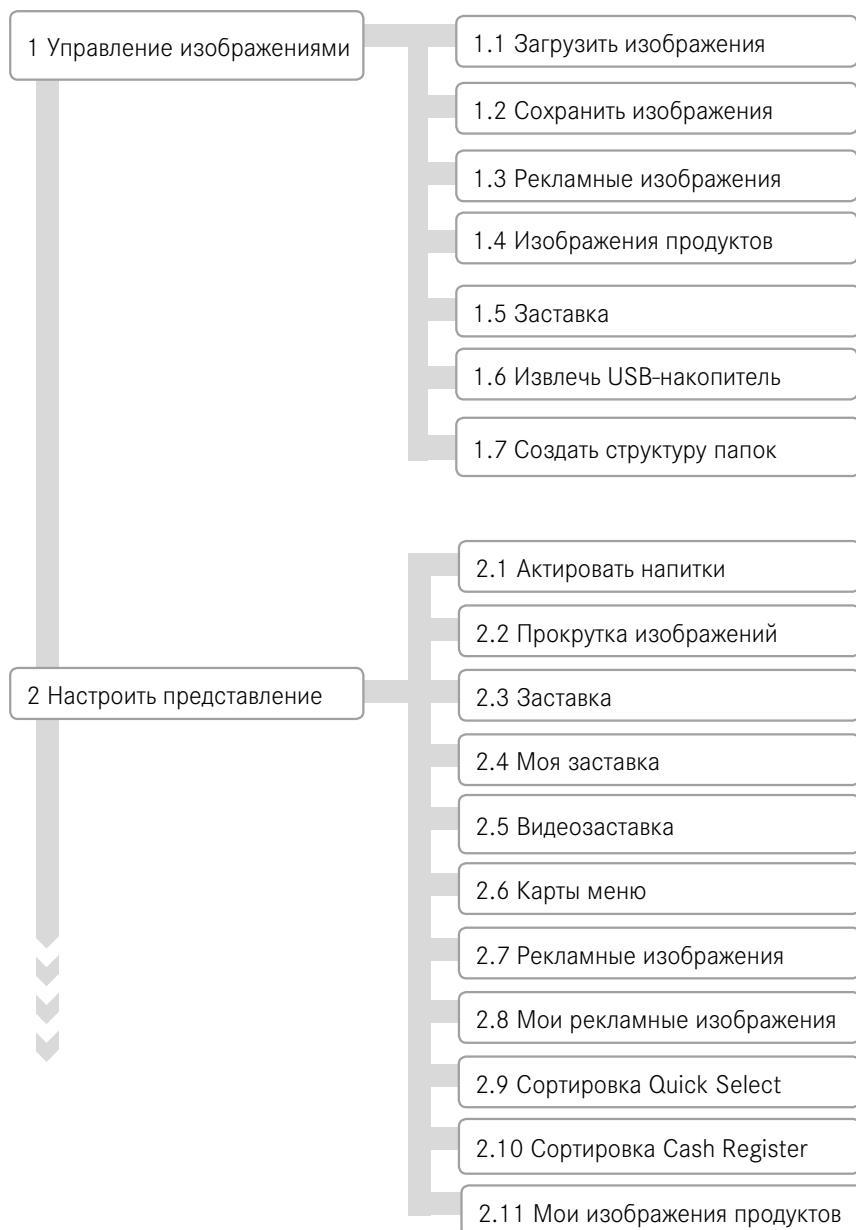 1 Управление изображениями
1.1 Загрузить изображения
1.2 Сохранить изображения
1.3 Рекламные изображения
1.4 Изображения продуктов
1.5 Заставка
1.6 Извлечь USB-накопитель
1.7 Создать структуру папок
2 Настроить представление
2.1 Актировать напитки
2.2 Прокрутка изображений
2.3 Заставка
2.4 Моя заставка
2.5 Видеозаставка
2.6 Карты меню
2.7 Рекламные изображения
2.8 Мои рекламные изображения
2.9 Сортировка Quick Select
2.10 Сортировка Cash Register
2.11 Мои изображения продуктов